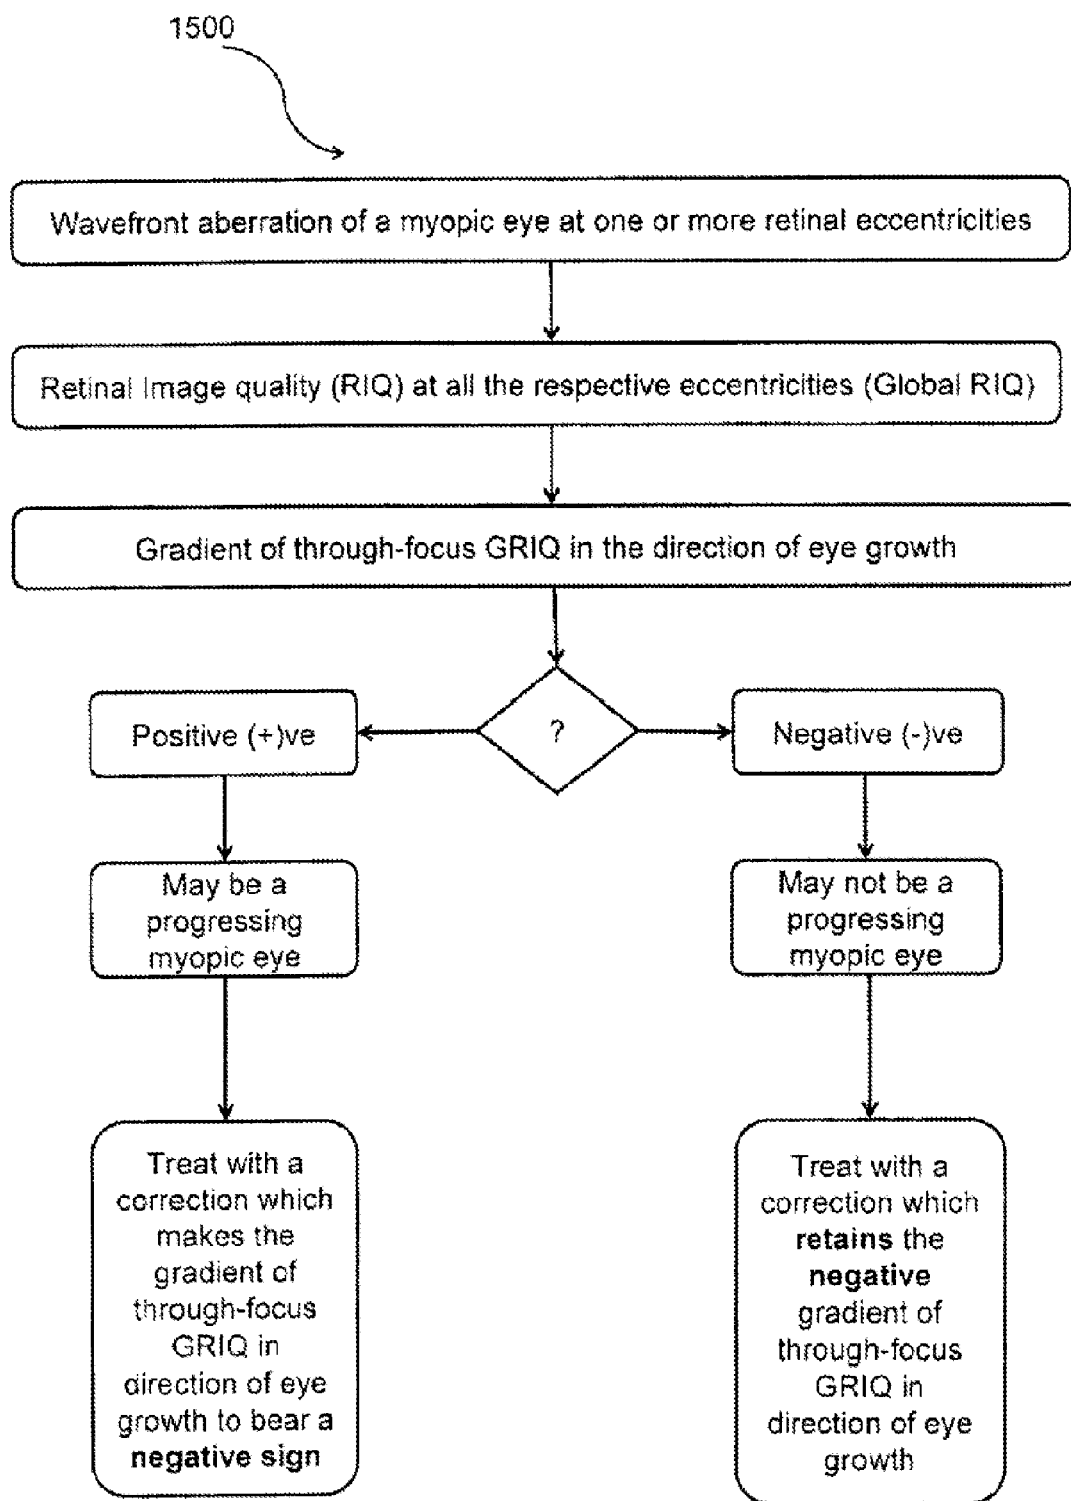 1500
Wavefront aberration of a myopic eye at one or more retinal eccentricities
Retinal Image quality (RIQ) at all the respective eccentricities (Global RIQ)
Gradient of through-focus GRIQ in the direction of eye growth
?
Positive (+)ve
Negative (-)ve
May be a
progressing
myopic eye
May not be a
progressing
myopic eye
Treat with a
correction which
makes the
gradient of
through-focus
GRIQ in
direction of eye
growth to bear a
negative sign
Treat with a
correction which
retains the
negative
gradient of
through-focus
GRIQ in
direction of eye
growth